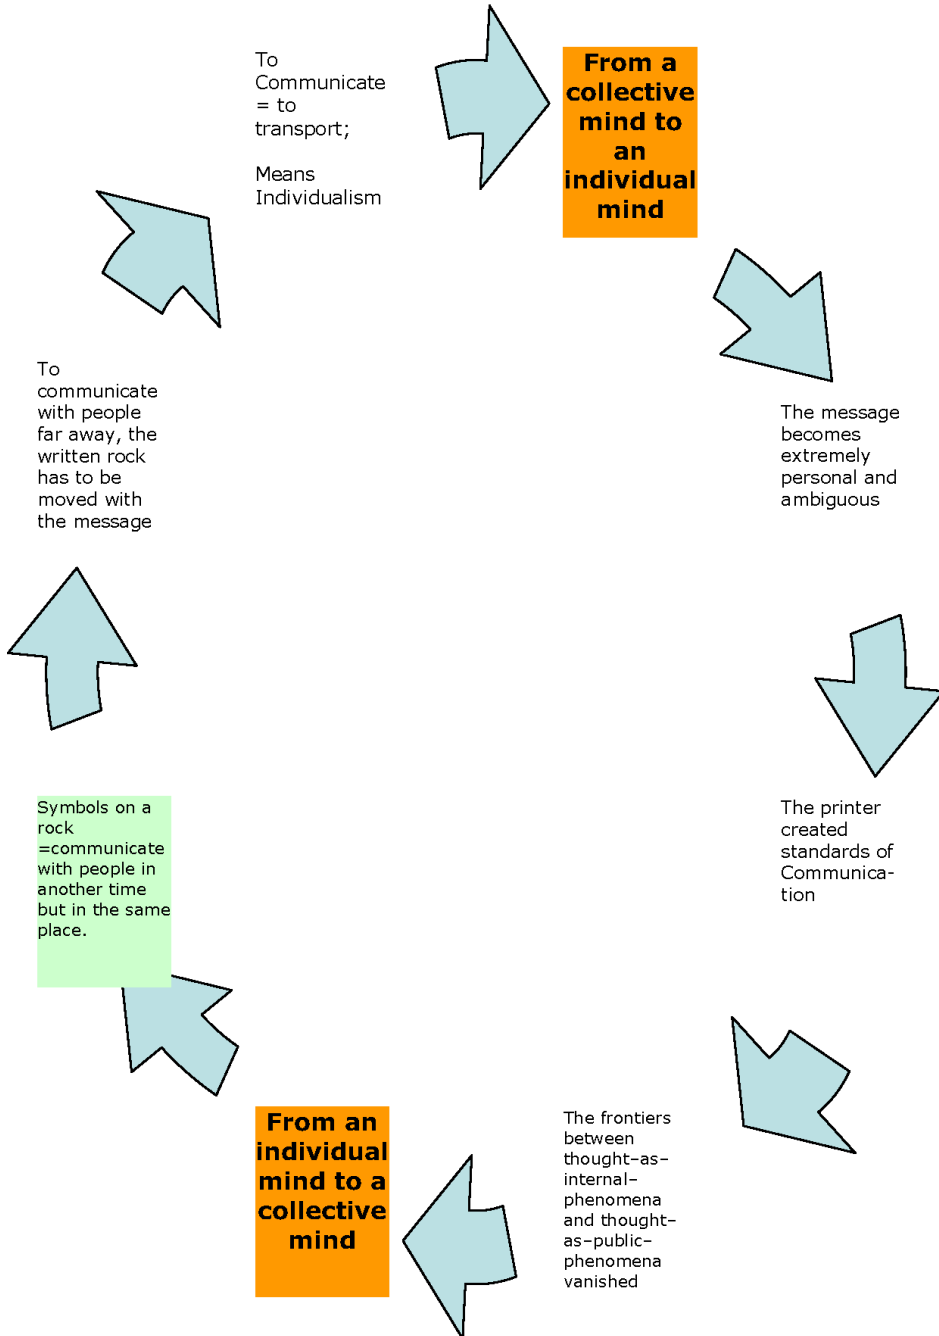 To
Communicate
= to
transport;
Means
Individualism
From a
collective
mind to
an
individual
mind
The message
becomes
extremely
personal and
ambiguous
The printer
created
standards of
Communica-
tion
The frontiers
between
thought–as–
internal–
phenomena
and thought–
as–public–
phenomena
vanished
From an
individual
mind to a
collective
mind
Symbols on a
rock
=communicate
with people in
another time
but in the same
place.
To
communicate
with people
far away, the
written rock
has to be
moved with
the message